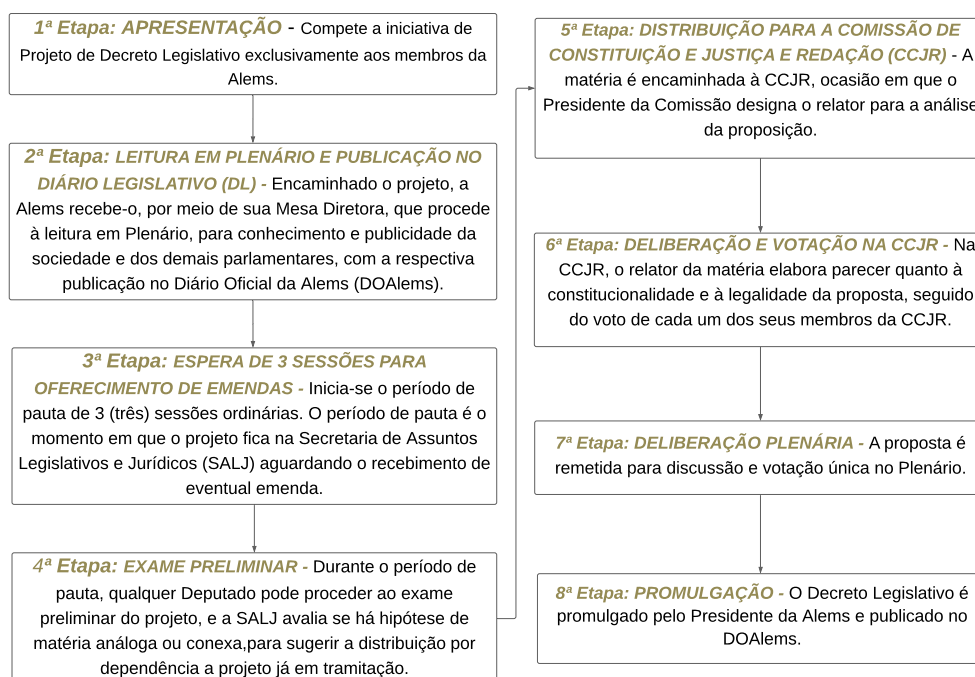 1ª Etapa: APRESENTAÇÃO - Compete a iniciativa de
Projeto de Decreto Legislativo exclusivamente aos membros da
Alems.
2ª Etapa: LEITURA EM PLENÁRIO E PUBLICAÇÃO NO
DIÁRIO LEGISLATIVO (DL) - Encaminhado o projeto, a
Alems recebe-o, por meio de sua Mesa Diretora, que procede
à leitura em Plenário, para conhecimento e publicidade da
sociedade e dos demais parlamentares, com a respectiva
publicação no Diário Oficial da Alems (DOAlems).
3ª Etapa: ESPERA DE 3 SESSÕES PARA
OFERECIMENTO DE EMENDAS - Inicia-se o período de
pauta de 3 (três) sessões ordinárias. O período de pauta é o
momento em que o projeto fica na Secretaria de Assuntos
Legislativos e Jurídicos (SALJ) aguardando o recebimento de
eventual emenda.
4ª Etapa: EXAME PRELIMINAR - Durante o período de
pauta, qualquer Deputado pode proceder ao exame
preliminar do projeto, e a SALJ avalia se há hipótese de
matéria análoga ou conexa,para sugerir a distribuição por
dependência a projeto já em tramitação.
5ª Etapa: DISTRIBUIÇÃO PARA A COMISSÃO DE
CONSTITUIÇÃO E JUSTIÇA E REDAÇÃO (CCJR) - A
matéria é encaminhada à CCJR, ocasião em que o
Presidente da Comissão designa o relator para a análise
da proposição.
6ª Etapa: DELIBERAÇÃO E VOTAÇÃO NA CCJR - Na
CCJR, o relator da matéria elabora parecer quanto à
constitucionalidade e à legalidade da proposta, seguido
do voto de cada um dos seus membros da CCJR.
7ª Etapa: DELIBERAÇÃO PLENÁRIA - A proposta é
remetida para discussão e votação única no Plenário.
8ª Etapa: PROMULGAÇÃO - O Decreto Legislativo é
promulgado pelo Presidente da Alems e publicado no
DOAlems.